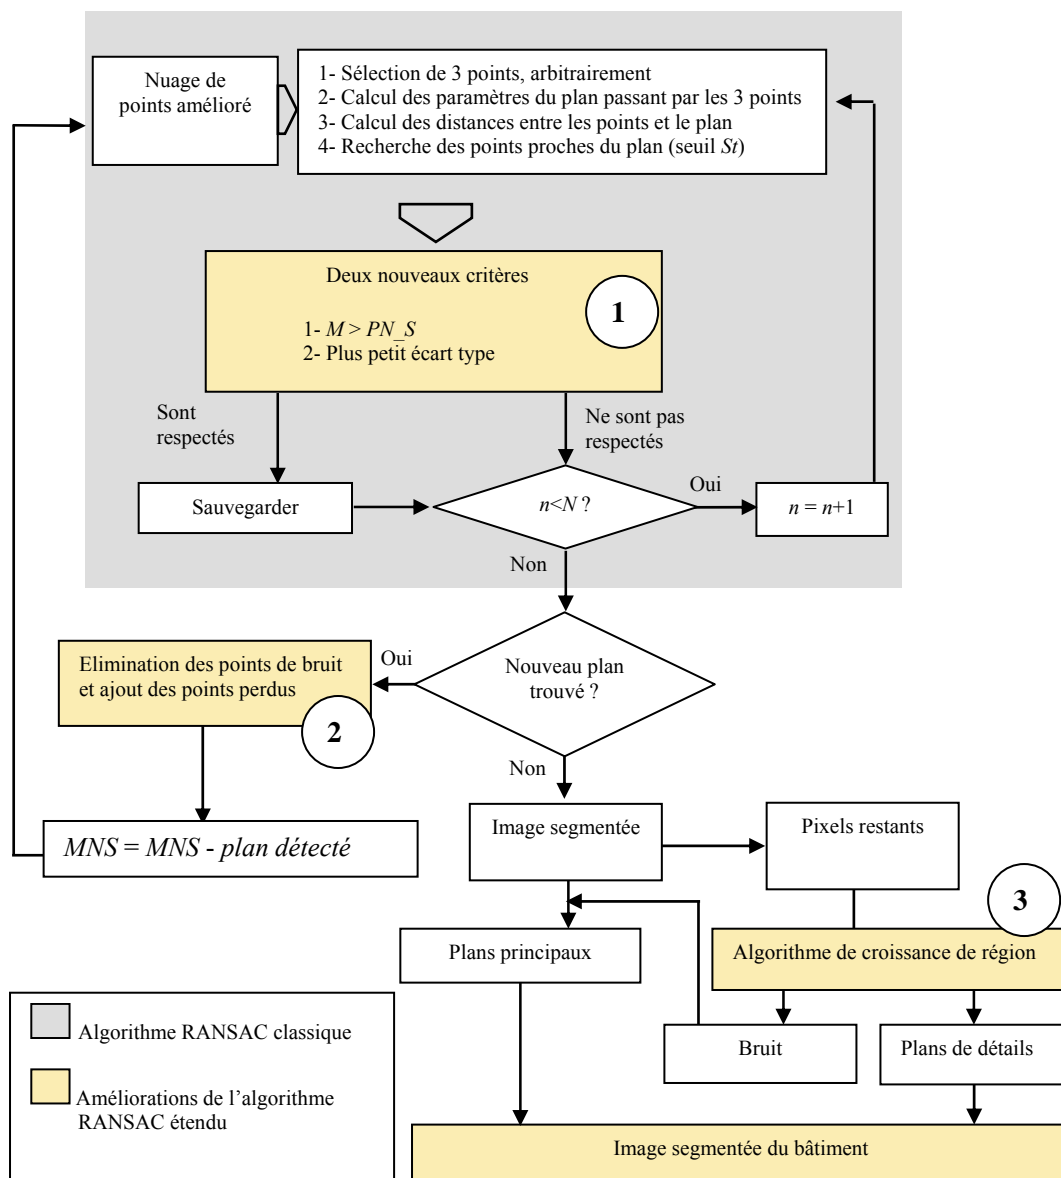 Nuage de
points amélioré
1- Sélection de 3 points, arbitrairement
2- Calcul des paramètres du plan passant par les 3 points
3- Calcul des distances entre les points et le plan
4- Recherche des points proches du plan (seuil St)
Deux nouveaux critères
1
1- M > PN_S
2- Plus petit écart type
Sont
respectés
Ne sont pas
respectés
Sauvegarder
n<N ?
Oui
n = n+1
Non
Elimination des points de bruit
et ajout des points perdus
2
Oui
Nouveau plan
trouvé ?
Non
MNS = MNS - plan détecté
Image segmentée
Pixels restants
3
Plans principaux
Algorithme de croissance de région
Bruit
Plans de détails
Algorithme RANSAC classique
Améliorations de l’algorithme
RANSAC étendu
Image segmentée du bâtiment